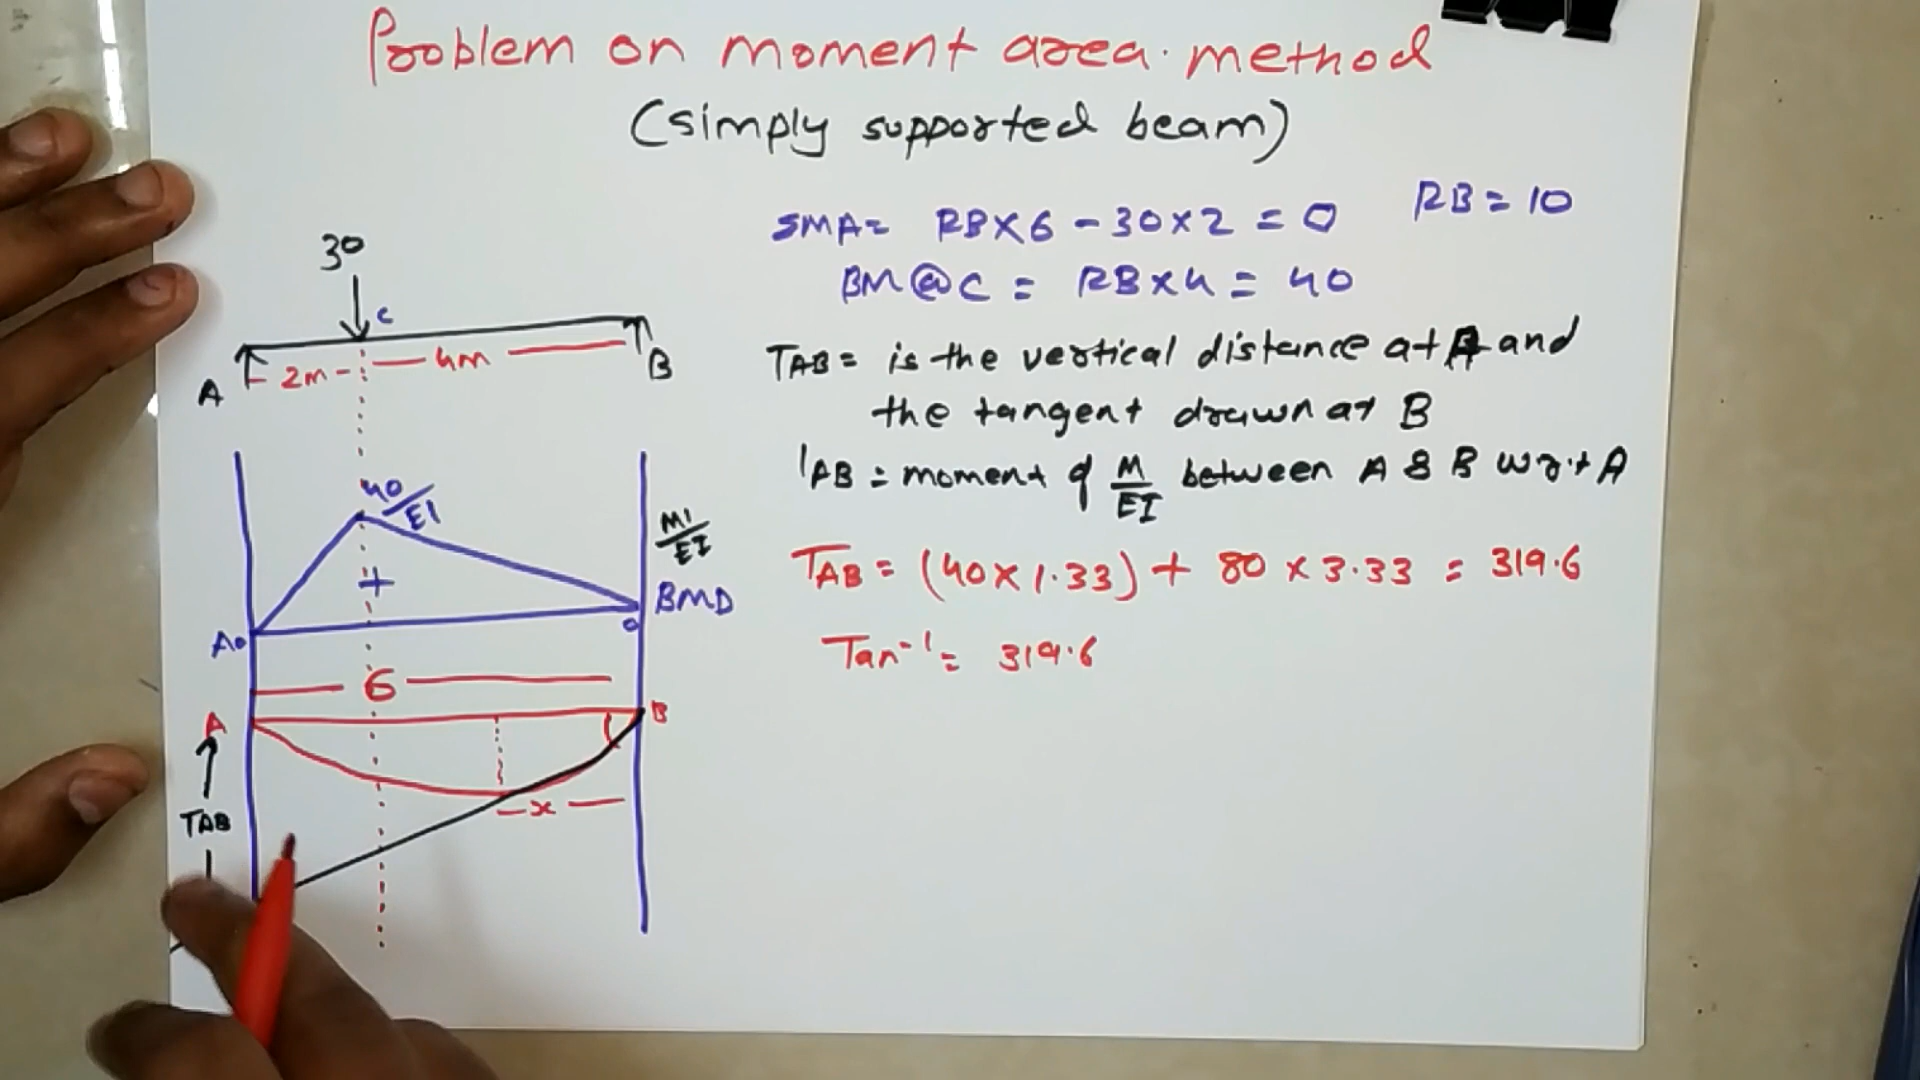 Problem on moment area method
(simply supported beam)
ΣMA= RB×6 - 30×2 = 0 RB = 10
BM@C = RB×4 = 40
30
C
A 2m 4m B
TAB = is the vertical distance at A and
the tangent drawn at B
TAB = moment of M/EI between A & B w.r.t A
40/EI
M/EI
+
BMD
A0 0
TAB = (40×1.33) + 80×3.33 = 319.6
Tan⁻¹ = 319.6
6
A B
TAB
x